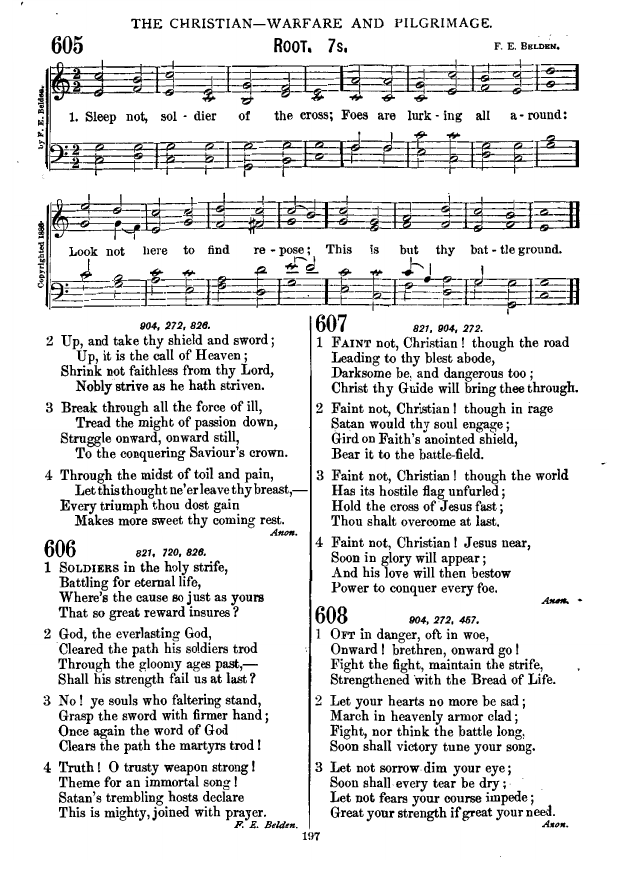 THE CHRISTIAN—WARFARE AND PILGRIMAGE.
605 ROOT. 7s. F. E. BELDEN.
by F. E. Belden.
1. Sleep not, sol - dier of the cross; Foes are lurk - ing all a - round:
Copyrighted 1886
Look not here to find re - pose; This is but thy bat - tle ground.
904, 272, 826.
2 Up, and take thy shield and sword;
Up, it is the call of Heaven;
Shrink not faithless from thy Lord,
Nobly strive as he hath striven.
3 Break through all the force of ill,
Tread the might of passion down,
Struggle onward, onward still,
To the conquering Saviour's crown.
4 Through the midst of toil and pain,
Let this thought ne'er leave thy breast,—
Every triumph thou dost gain
Makes more sweet thy coming rest.
Anon.
606 821, 720, 826.
1 SOLDIERS in the holy strife,
Battling for eternal life,
Where's the cause so just as yours
That so great reward insures?
2 God, the everlasting God,
Cleared the path his soldiers trod
Through the gloomy ages past,—
Shall his strength fail us at last?
3 No! ye souls who faltering stand,
Grasp the sword with firmer hand;
Once again the word of God
Clears the path the martyrs trod!
4 Truth! O trusty weapon strong!
Theme for an immortal song!
Satan's trembling hosts declare
This is mighty, joined with prayer.
F. E. Belden.
607 821, 904, 272.
1 FAINT not, Christian! though the road
Leading to thy blest abode,
Darksome be, and dangerous too;
Christ thy Guide will bring thee through.
2 Faint not, Christian! though in rage
Satan would thy soul engage;
Gird on Faith's anointed shield,
Bear it to the battle-field.
3 Faint not, Christian! though the world
Has its hostile flag unfurled;
Hold the cross of Jesus fast;
Thou shalt overcome at last.
4 Faint not, Christian! Jesus near,
Soon in glory will appear;
And his love will then bestow
Power to conquer every foe.
Anon.
608 904, 272, 457.
1 OFT in danger, oft in woe,
Onward! brethren, onward go!
Fight the fight, maintain the strife,
Strengthened with the Bread of Life.
2 Let your hearts no more be sad;
March in heavenly armor clad;
Fight, nor think the battle long,
Soon shall victory tune your song.
3 Let not sorrow dim your eye;
Soon shall every tear be dry;
Let not fears your course impede;
Great your strength if great your need.
Anon.
197